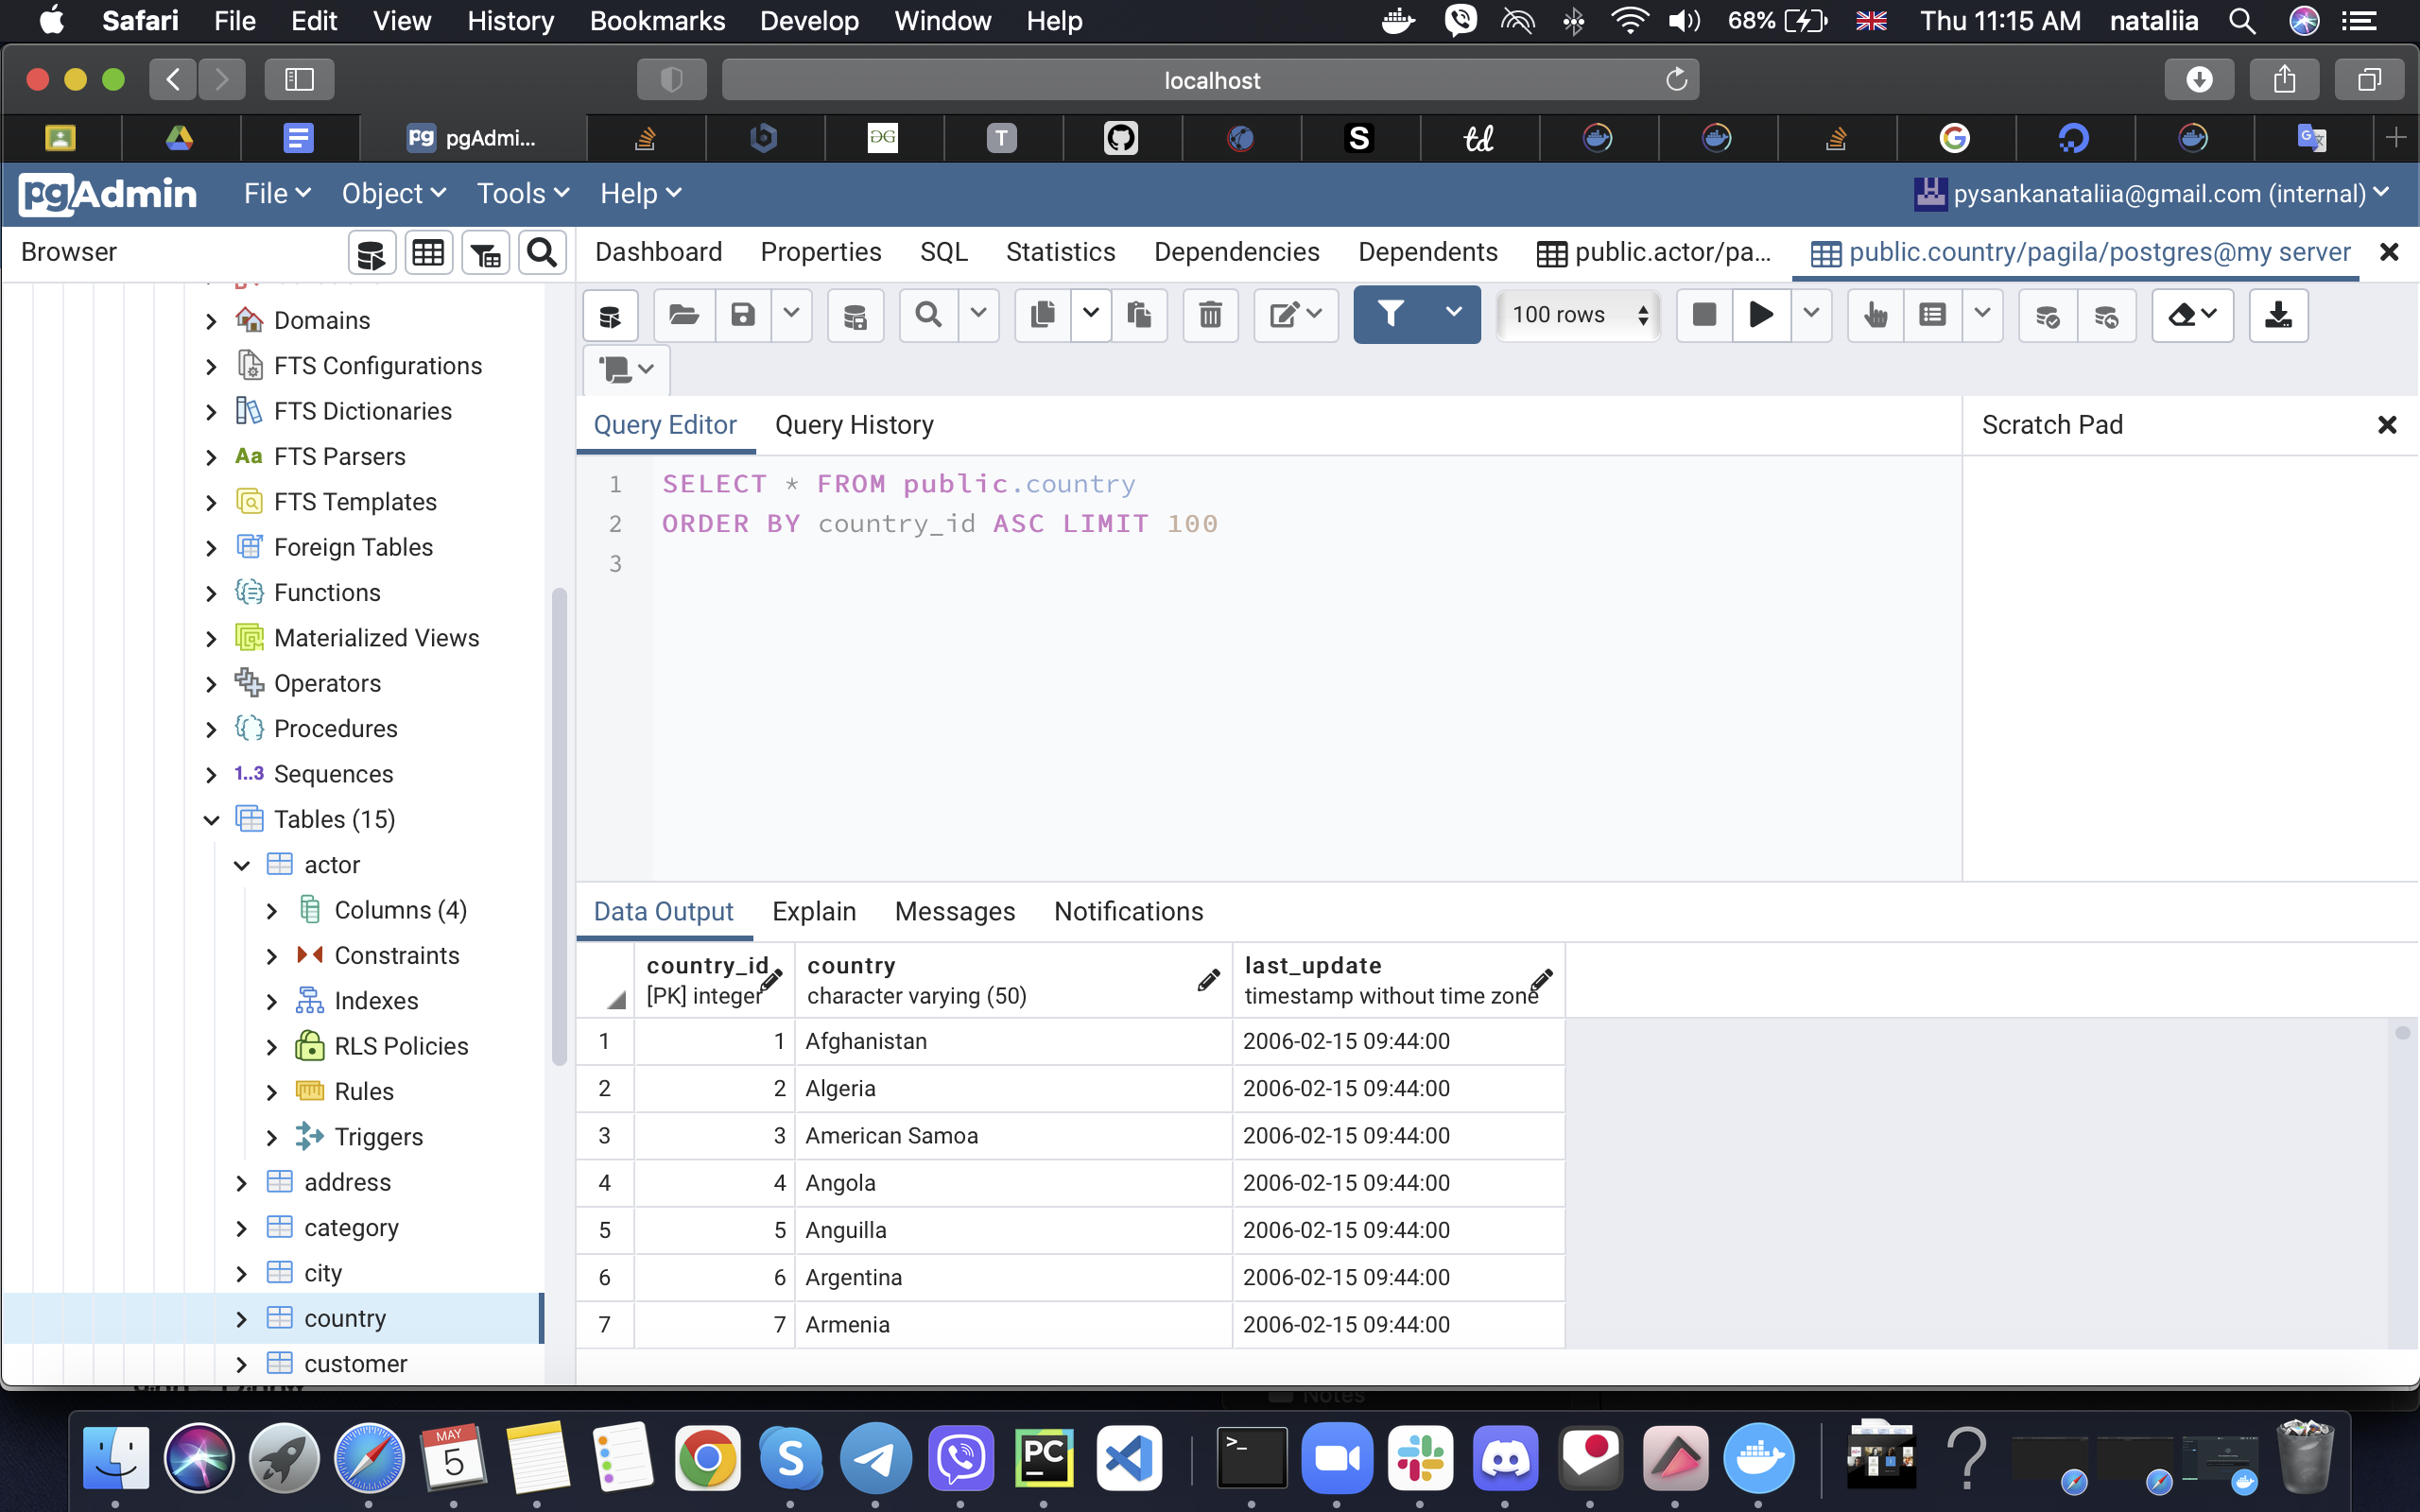 Safari File Edit View History Bookmarks Develop Window Help 68% Thu 11:15 AM nataliia
localhost
pg pgAdmi... T S td G
pgAdmin File Object Tools Help pysankanataliia@gmail.com (internal)
Browser
Dashboard Properties SQL Statistics Dependencies Dependents public.actor/pa... public.country/pagila/postgres@my server
100 rows
Domains
FTS Configurations
FTS Dictionaries
Aa FTS Parsers
FTS Templates
Foreign Tables
Functions
Materialized Views
Operators
Procedures
1..3 Sequences
Tables (15)
actor
Columns (4)
Constraints
Indexes
RLS Policies
Rules
Triggers
address
category
city
country
customer
Query Editor Query History
Scratch Pad
1 SELECT * FROM public.country
2 ORDER BY country_id ASC LIMIT 100
3
Data Output Explain Messages Notifications
country_id country last_update
[PK] integer character varying (50) timestamp without time zone
1 1 Afghanistan 2006-02-15 09:44:00
2 2 Algeria 2006-02-15 09:44:00
3 3 American Samoa 2006-02-15 09:44:00
4 4 Angola 2006-02-15 09:44:00
5 5 Anguilla 2006-02-15 09:44:00
6 6 Argentina 2006-02-15 09:44:00
7 7 Armenia 2006-02-15 09:44:00
Notes
MAY
5
PC